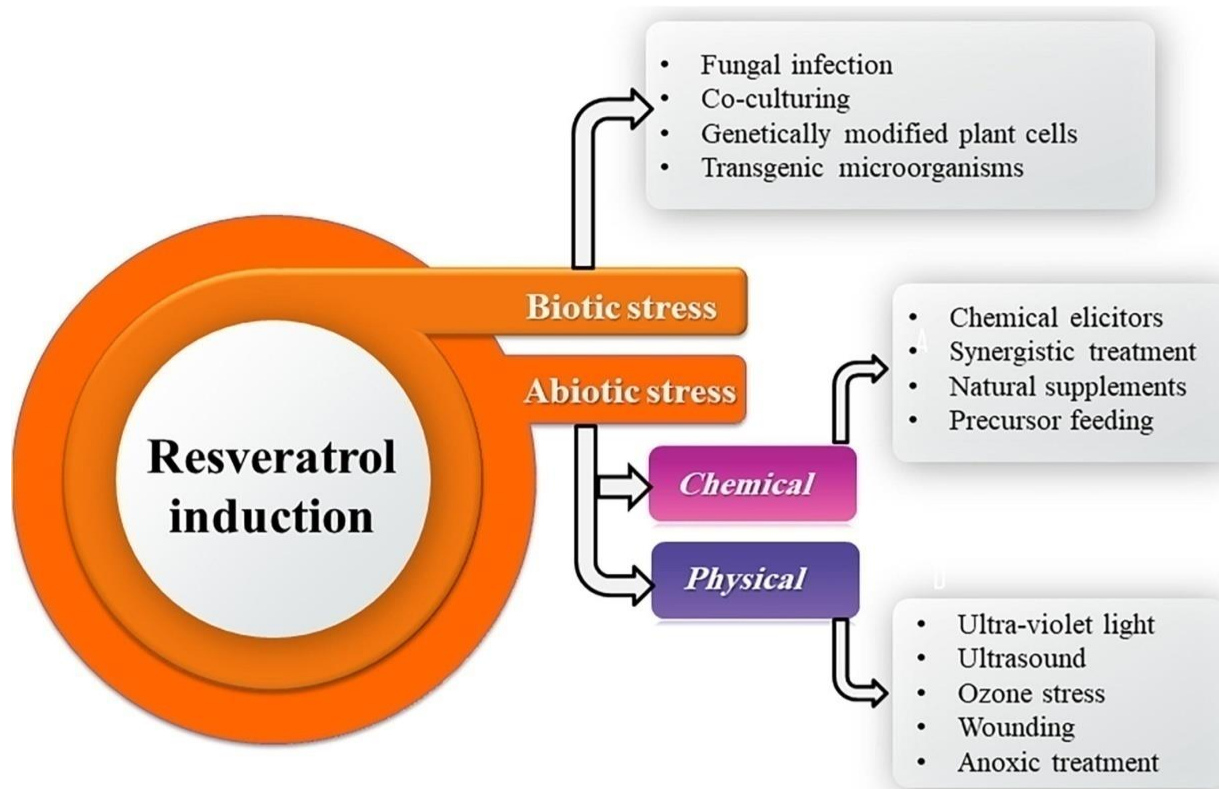 • Fungal infection
• Co-culturing
• Genetically modified plant cells
• Transgenic microorganisms
Biotic stress
Abiotic stress
Resveratrol
induction
Chemical
Physical
• Chemical elicitors
• Synergistic treatment
• Natural supplements
• Precursor feeding
• Ultra-violet light
• Ultrasound
• Ozone stress
• Wounding
• Anoxic treatment